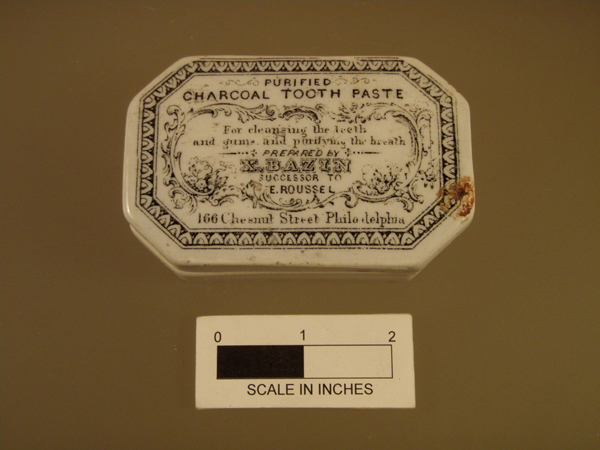 PURIFIED
CHARCOAL TOOTH PASTE
For cleansing the teeth
and gums and purifying the breath
PREPARED BY
X.BAZIN
SUCCESSOR TO
E.ROUSSEL
166 Chesnut Street Philadelphia
0 1 2
SCALE IN INCHES